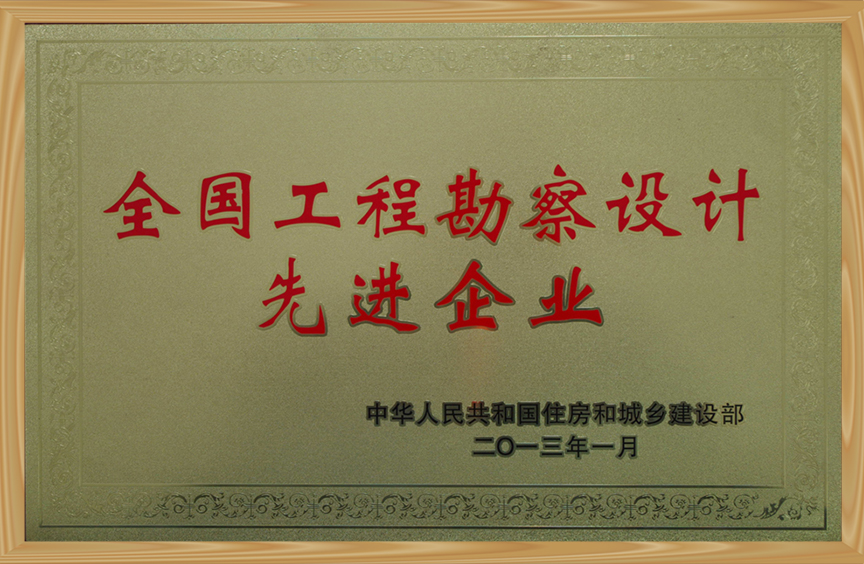 全国工程勘察设计
先进企业
中华人民共和国住房和城乡建设部
二〇一三年一月